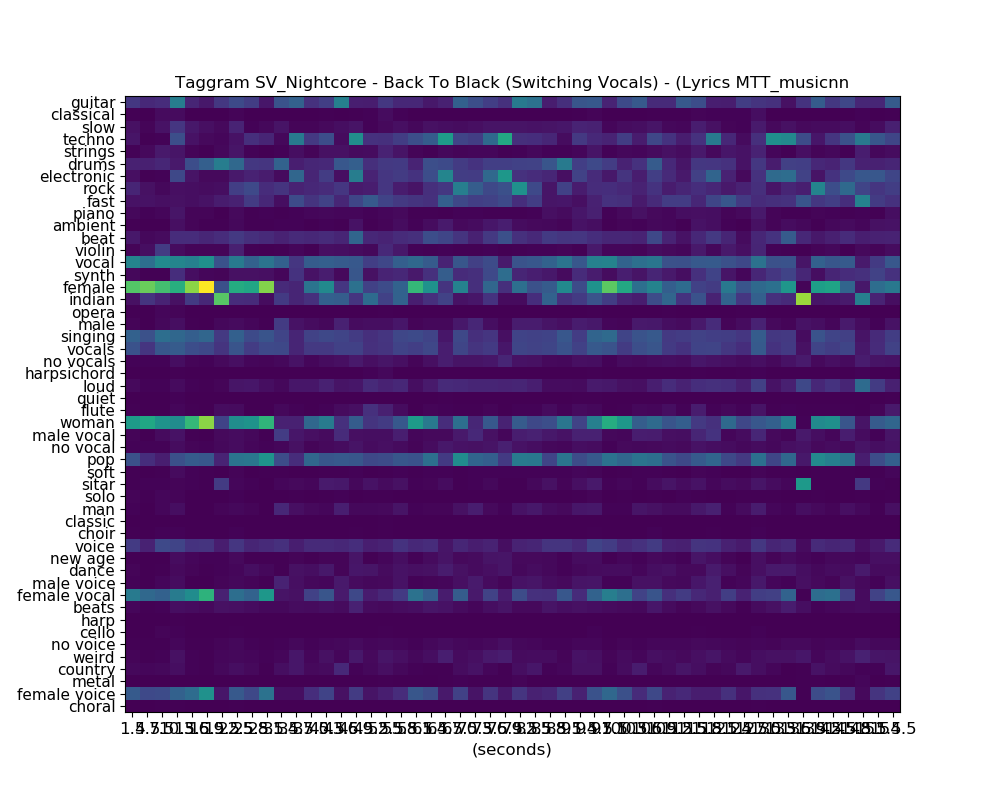 Taggram SV_Nightcore - Back To Black (Switching Vocals) - (Lyrics MTT_musicnn
guitar
classical
slow
techno
strings
drums
electronic
rock
fast
piano
ambient
beat
violin
vocal
synth
female
indian
opera
male
singing
vocals
no vocals
harpsichord
loud
quiet
flute
woman
male vocal
no vocal
pop
soft
sitar
solo
man
classic
choir
voice
new age
dance
male voice
female vocal
beats
harp
cello
no voice
weird
country
metal
female voice
choral
(seconds)